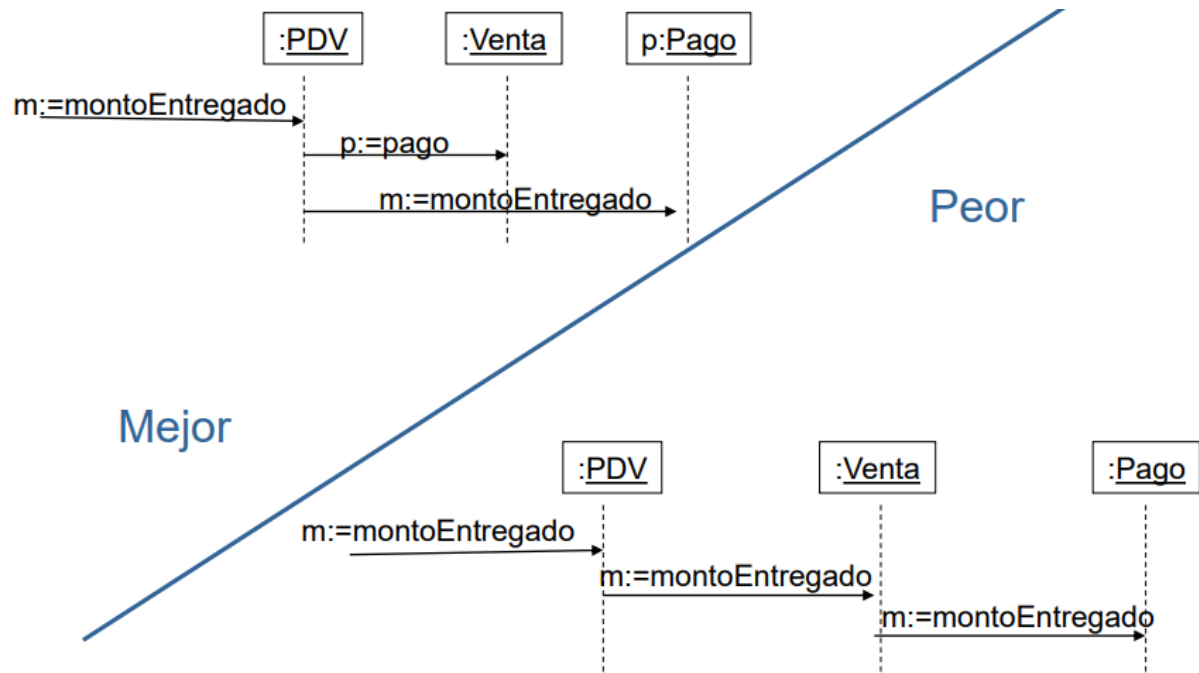 :PDV
:Venta
p:Pago
m:=montoEntregado
p:=pago
m:=montoEntregado
Peor
Mejor
:PDV
:Venta
:Pago
m:=montoEntregado
m:=montoEntregado
m:=montoEntregado